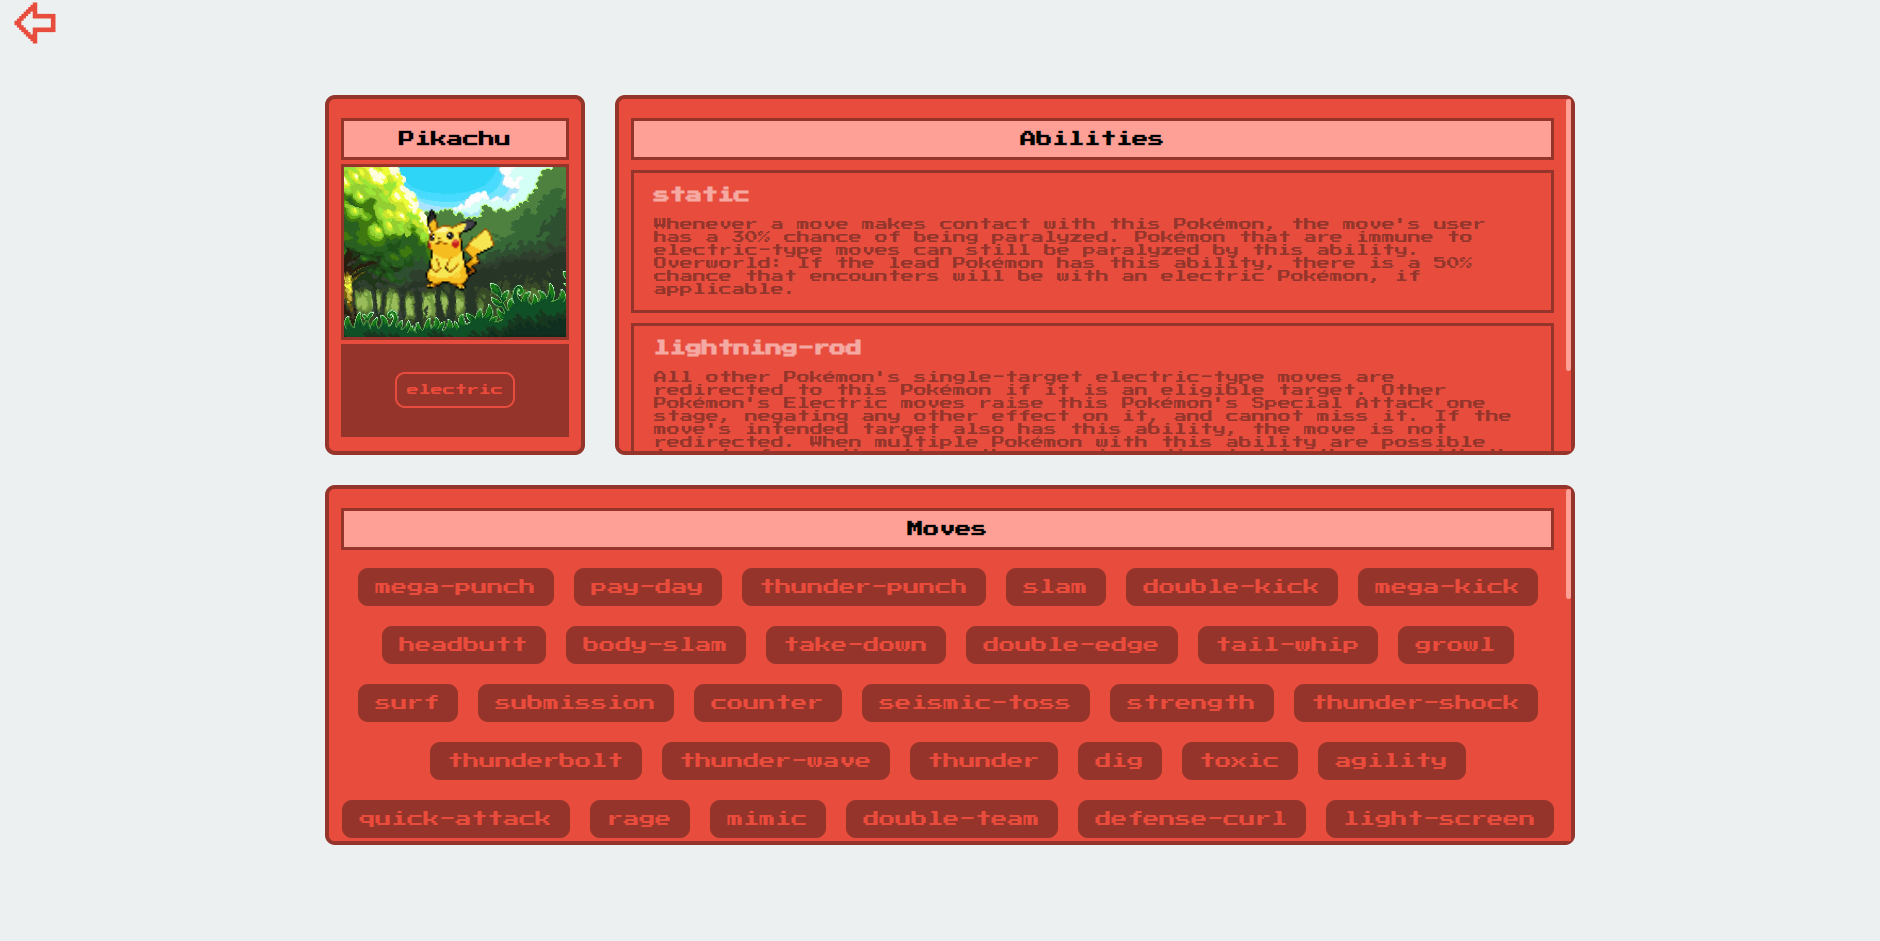 Pikachu
electric
Abilities
static
Whenever a move makes contact with this Pokémon, the move's user
has a 30% chance of being paralyzed. Pokémon that are immune to
electric-type moves can still be paralyzed by this ability.
Overworld: If the lead Pokémon has this ability, there is a 50%
chance that encounters will be with an electric Pokémon, if
applicable.
lightning-rod
All other Pokémon's single-target electric-type moves are
redirected to this Pokémon if it is an eligible target. Other
Pokémon's Electric moves raise this Pokémon's Special Attack one
stage, negating any other effect on it, and cannot miss it. If the
move's intended target also has this ability, the move is not
redirected. When multiple Pokémon with this ability are possible
Moves
mega-punch pay-day thunder-punch slam double-kick mega-kick
headbutt body-slam take-down double-edge tail-whip growl
surf submission counter seismic-toss strength thunder-shock
thunderbolt thunder-wave thunder dig toxic agility
quick-attack rage mimic double-team defense-curl light-screen